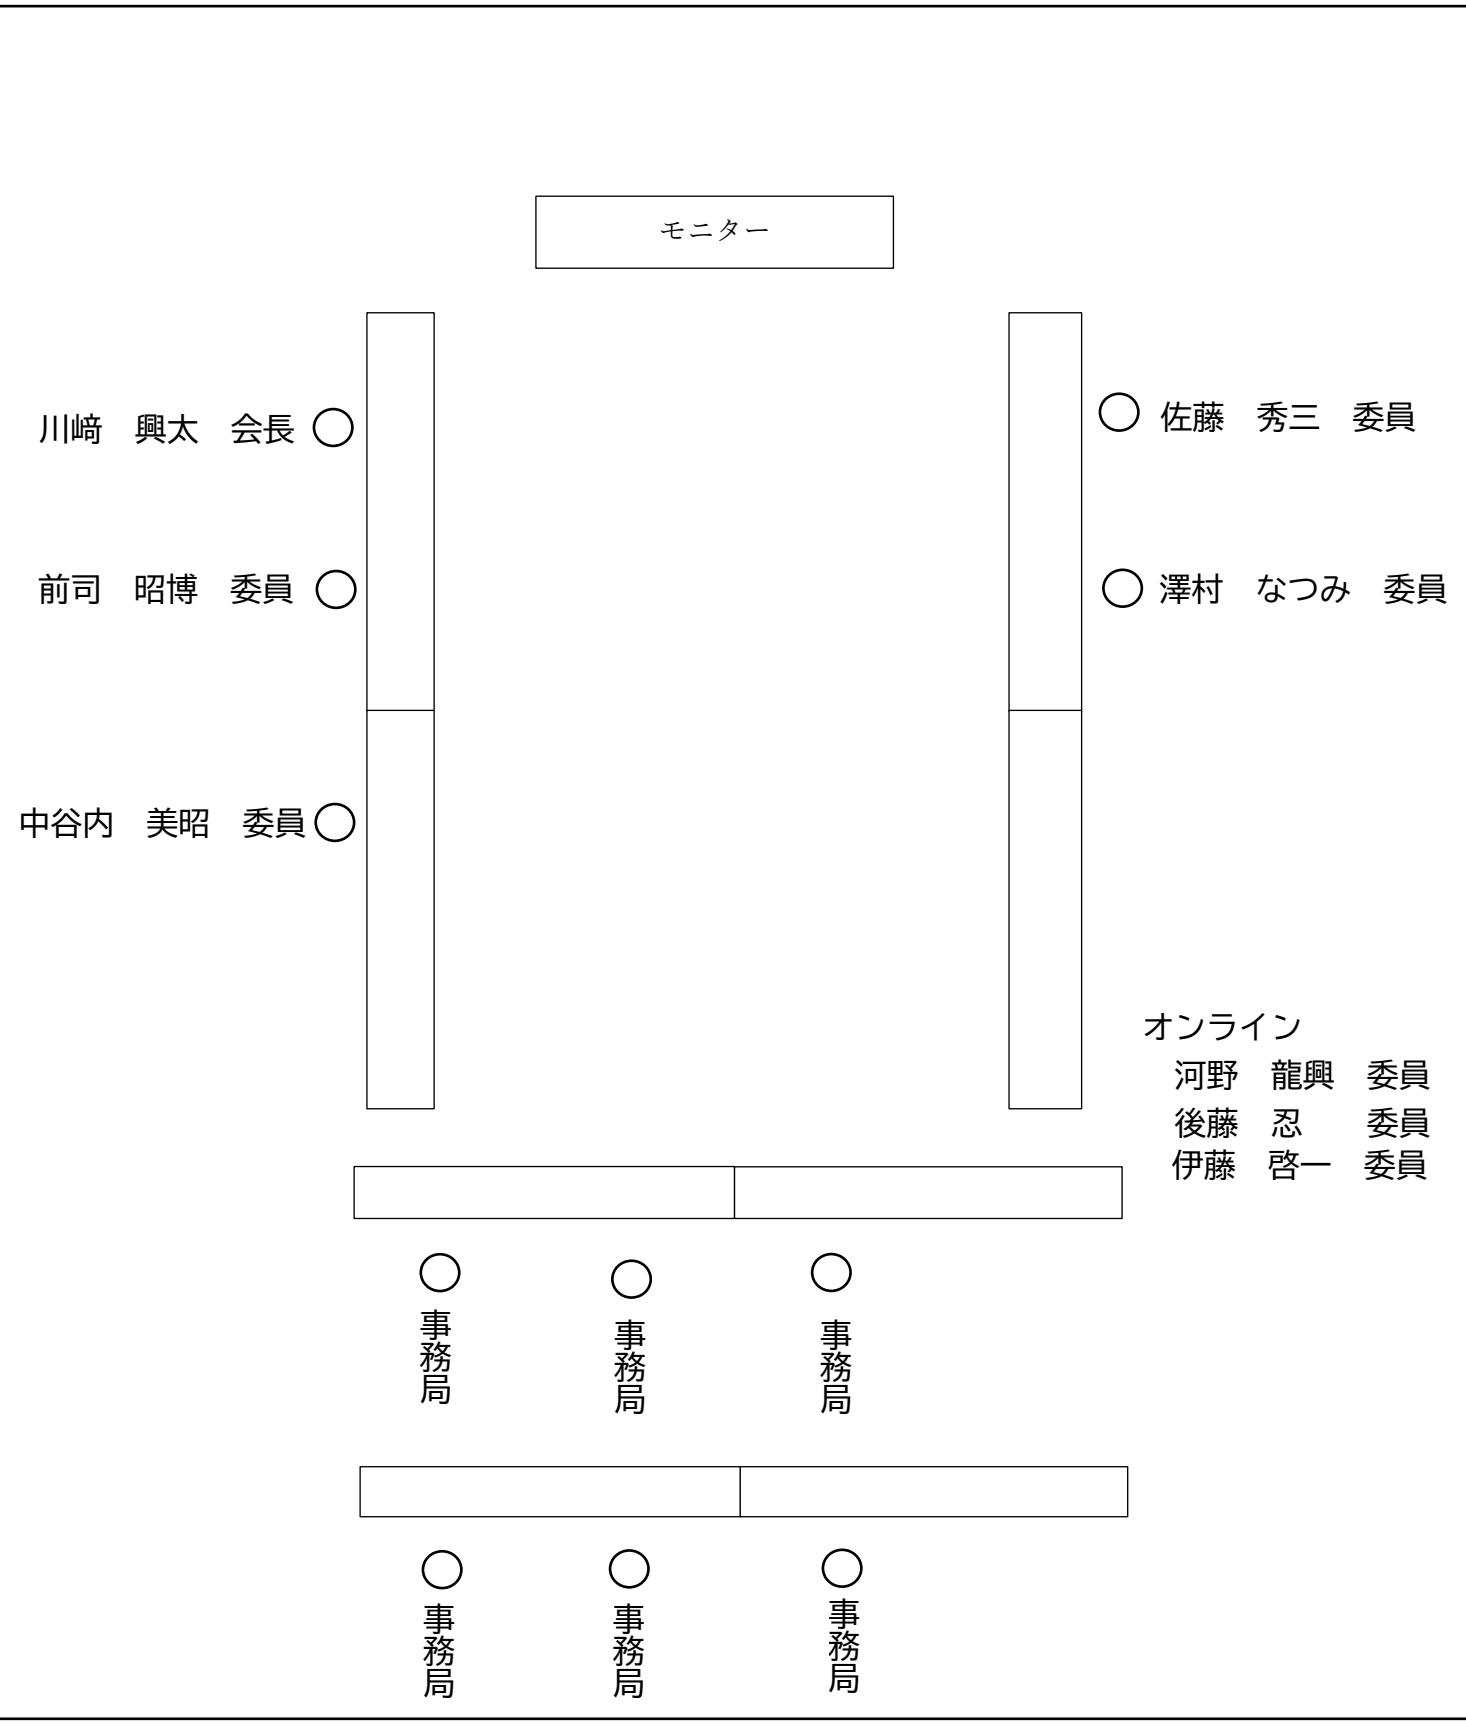 モニター
川﨑　興太　会長
佐藤　秀三　委員
前司　昭博　委員
澤村　なつみ　委員
中谷内　美昭　委員
オンライン
河野　龍興　委員
後藤　忍　　委員
伊藤　啓一　委員
事務局
事務局
事務局
事務局
事務局
事務局